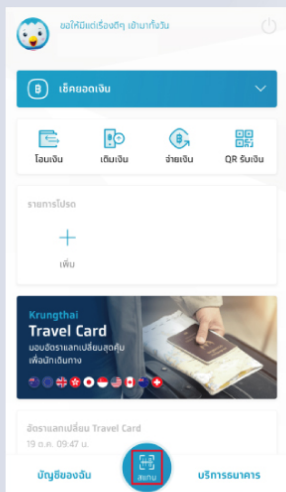 ขอให้มีแต่เรื่องดีๆ เข้ามาทั้งวัน
เช็คยอดเงิน
โอนเงิน
เติมเงิน
จ่ายเงิน
QR รับเงิน
รายการโปรด
เพิ่ม
Krungthai
Travel Card
มอบอัตราแลกเปลี่ยนสุดคุ้ม
เพื่อนักเดินทาง
อัตราแลกเปลี่ยน Travel Card
19 ต.ค. 09:47 น.
บัญชีของฉัน
สแกน
บริการธนาคาร